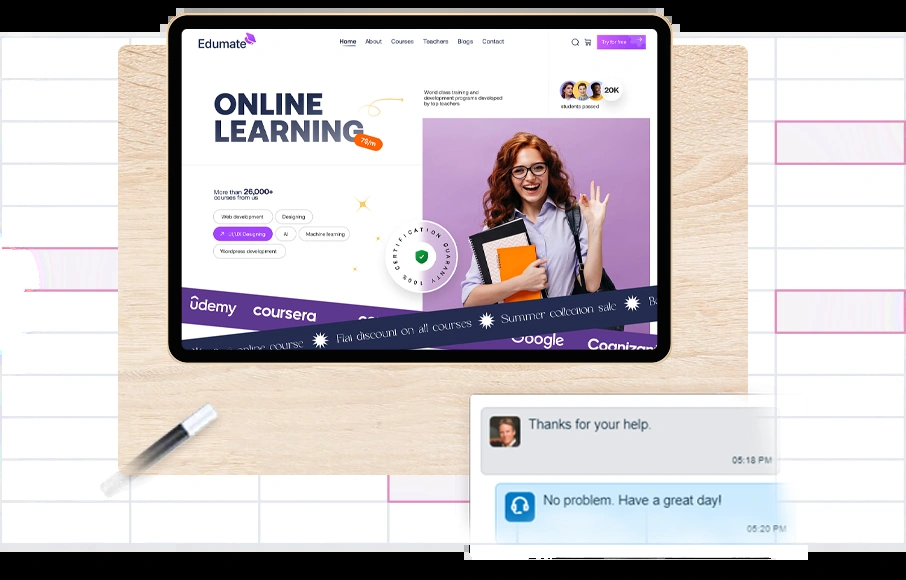 Edumate
Home About Courses Teachers Blogs Contact
Try for free
ONLINE
LEARNING
79/m
World class training and
development programs developed
by top teachers
20K
students passed
More than 26,000+
courses from us
Web development
Designing
UI/UX Designing
AI
Machine learning
Wordpress development
100% CERTIFICATION GUARANTY
ûdemy coursera
Google Cognizan
online course Flat discount on all courses Summer collection sale
Thanks for your help.
05:18 PM
No problem. Have a great day!
05:20 PM